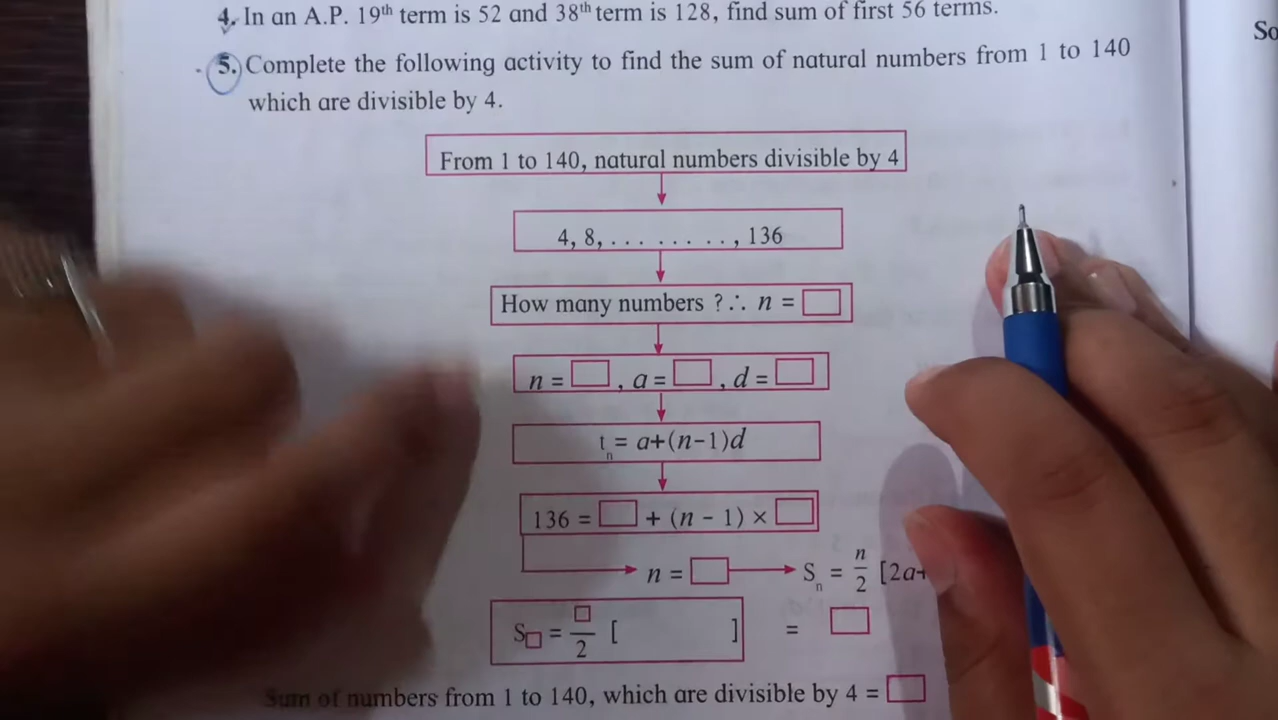 4. In an A.P. 19th term is 52 and 38th term is 128, find sum of first 56 terms.
So
5. Complete the following activity to find the sum of natural numbers from 1 to 140
which are divisible by 4.
From 1 to 140, natural numbers divisible by 4
4, 8, . . . . . . . . ., 136
How many numbers ? ∴ n = □
n = □ , a = □ , d = □
tn = a+(n-1)d
136 = □ + (n - 1) × □
n = □ Sn = n/2 [2a+
S□ = □/2 [ ] = □
Sum of numbers from 1 to 140, which are divisible by 4 = □